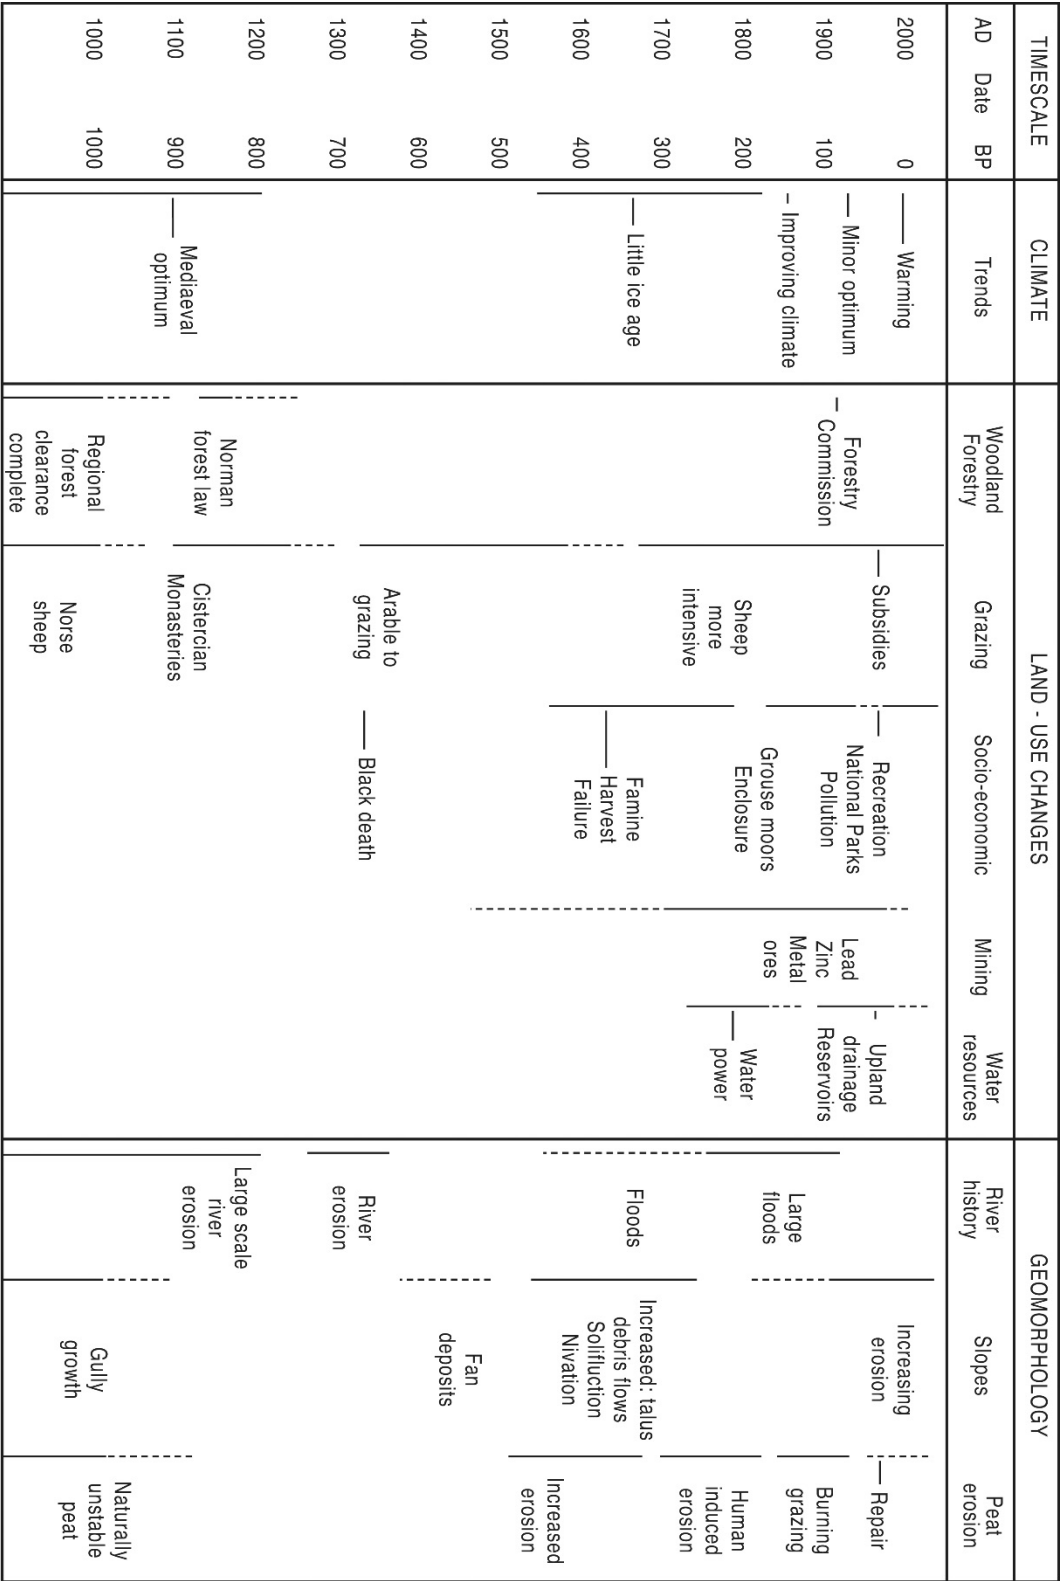 TIMESCALE
CLIMATE
LAND - USE CHANGES
GEOMORPHOLOGY
AD Date BP
Trends
Woodland
Forestry
Grazing
Socio-economic
Mining
Water
resources
River
history
Slopes
Peat
erosion
2000 0
1900 100
1800 200
1700 300
1600 400
1500 500
1400 600
1300 700
1200 800
1100 900
1000 1000
Warming
Minor optimum
Improving climate
Little ice age
Mediaeval
optimum
Forestry
Commission
Norman
forest law
Regional
forest
clearance
complete
Subsidies
Sheep
more
intensive
Arable to
grazing
Cistercian
Monasteries
Norse
sheep
Recreation
National Parks
Pollution
Grouse moors
Enclosure
Famine
Harvest
Failure
Black death
Lead
Zinc
Metal
ores
Upland
drainage
Reservoirs
Water
power
Large
floods
Floods
River
erosion
Large scale
river
erosion
Increasing
erosion
Increased: talus
debris flows
Solifluction
Nivation
Fan
deposits
Gully
growth
Repair
Burning
grazing
Human
induced
erosion
Increased
erosion
Naturally
unstable
peat